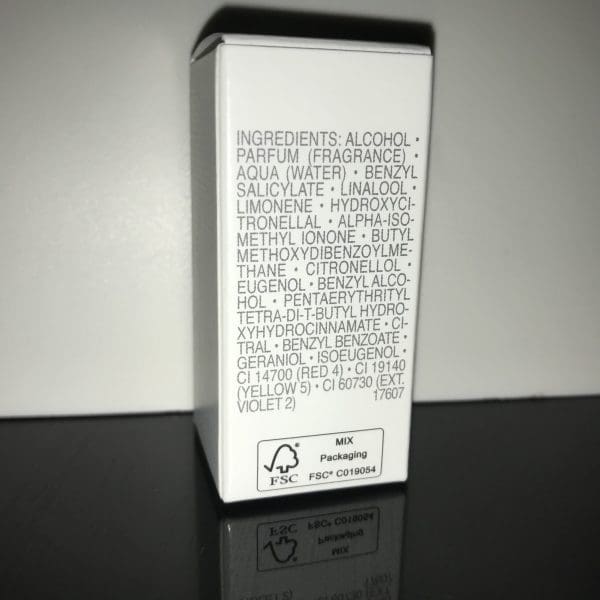 INGREDIENTS: ALCOHOL •
PARFUM (FRAGRANCE) •
AQUA (WATER) • BENZYL
SALICYLATE • LINALOOL •
LIMONENE • HYDROXYCI-
TRONELLAL • ALPHA-ISO-
METHYL IONONE • BUTYL
METHOXYDIBENZOYLME-
THANE • CITRONELLOL •
EUGENOL • BENZYL ALCO-
HOL • PENTAERYTHRITYL
TETRA-DI-T-BUTYL HYDRO-
XYHYDROCINNAMATE • CI-
TRAL • BENZYL BENZOATE •
GERANIOL • ISOEUGENOL •
CI 14700 (RED 4) • CI 19140
(YELLOW 5) • CI 60730 (EXT.
VIOLET 2) 17607
FSC
MIX
Packaging
FSC® C019054